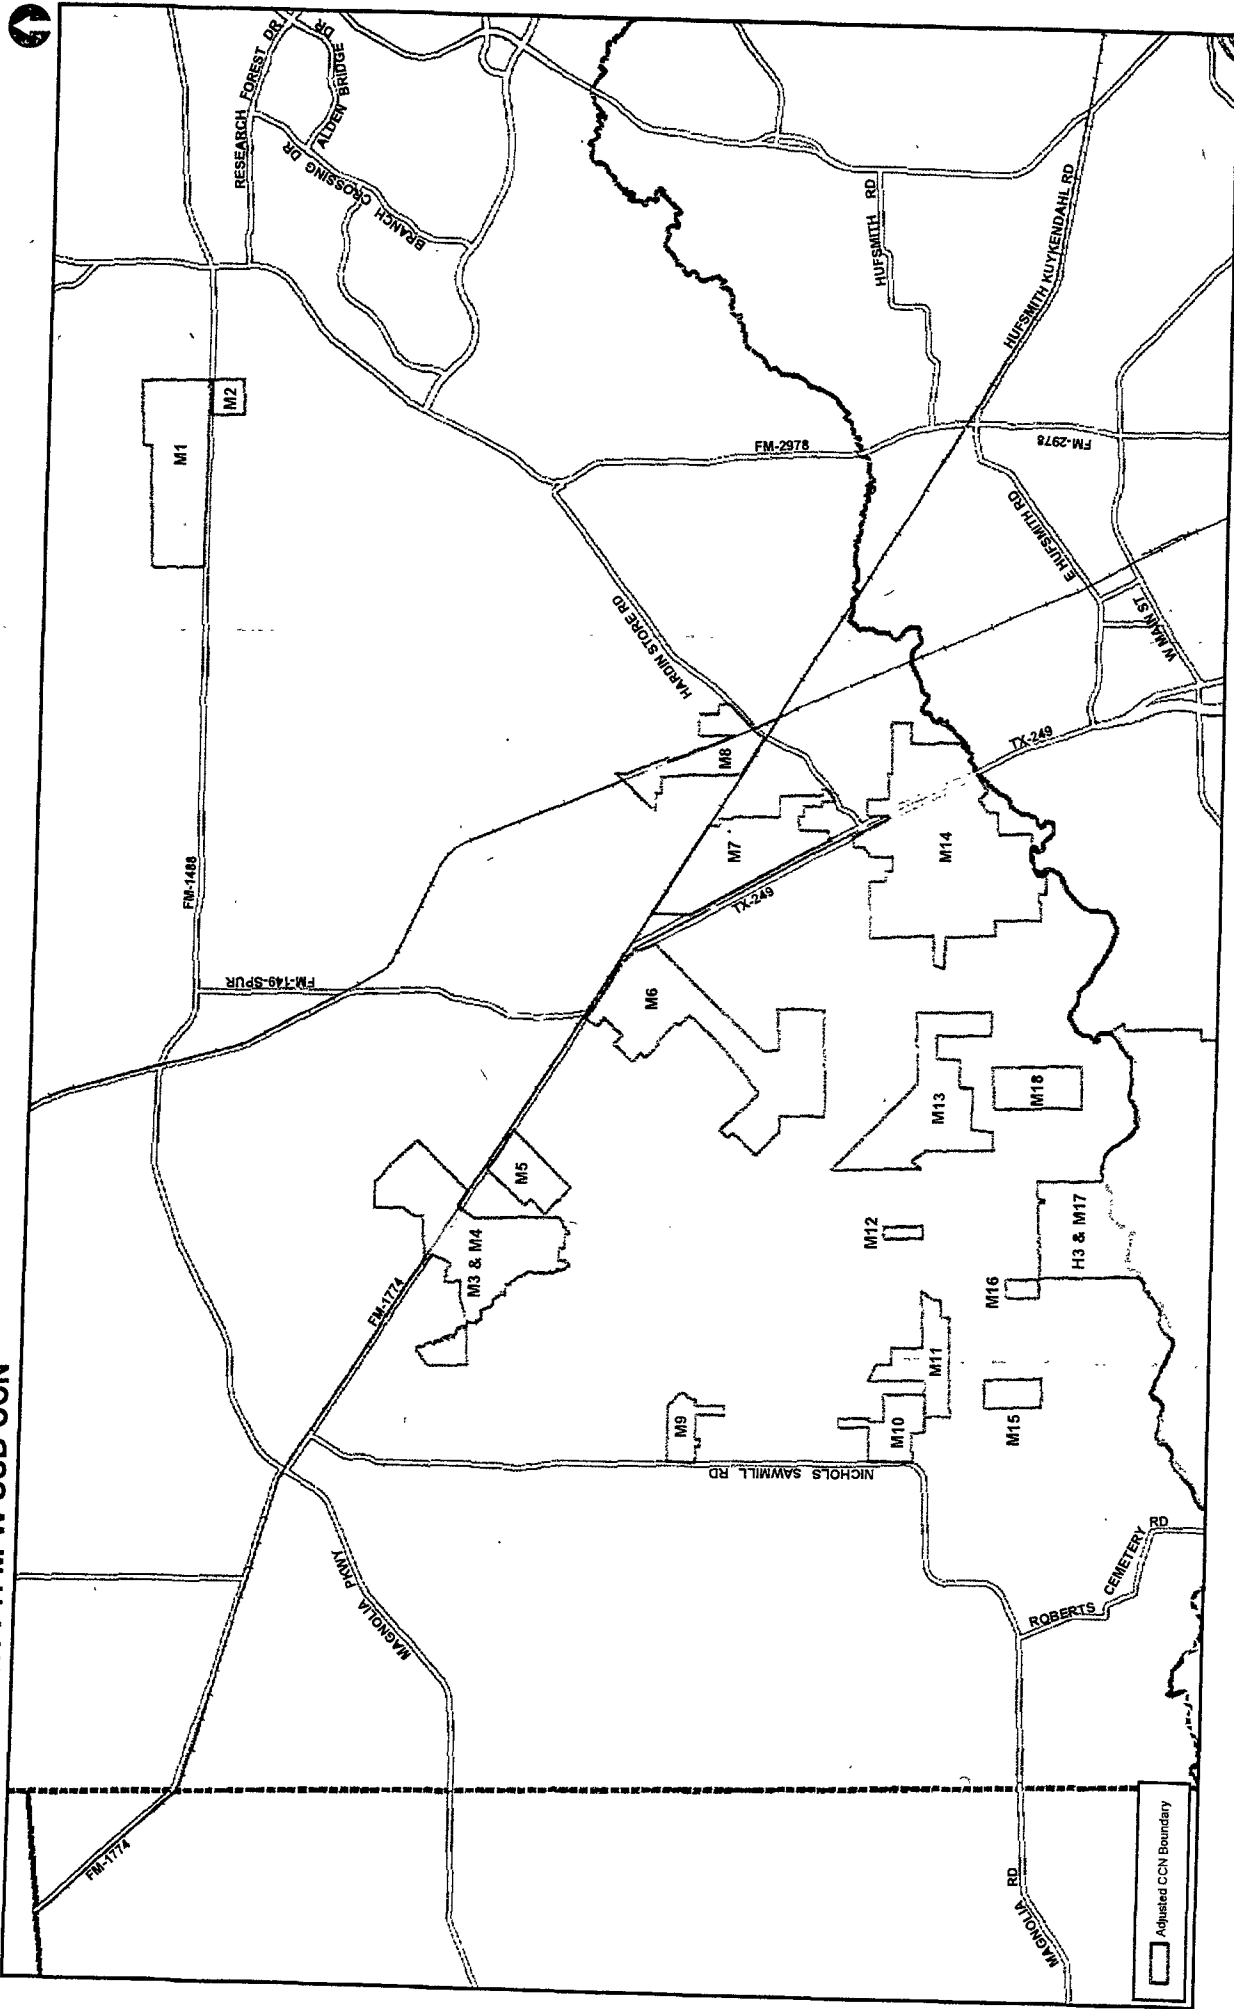 RESEARCH FOREST DR
ALDEN BRIDGE DR
BRANCH CROSSING DR
M1
M2
FM-1488
FM-149-SPUR
HARDIN STORE RD
FM-2978
HUFSMITH RD
HUFSMITH KUYKENDAHL RD
FM-2978
E HUFSMITH RD
W MAIN ST
TX-249
M8
M7
TX-249
M14
M6
M5
M3 & M4
FM-1774
M13
M18
M12
H3 & M17
M16
M11
M10
M15
M9
NICHOLS SAWMILL RD
MAGNOLIA PKWY
ROBERTS CEMETERY RD
FM-1774
MAGNOLIA RD
Adjusted CCN Boundary